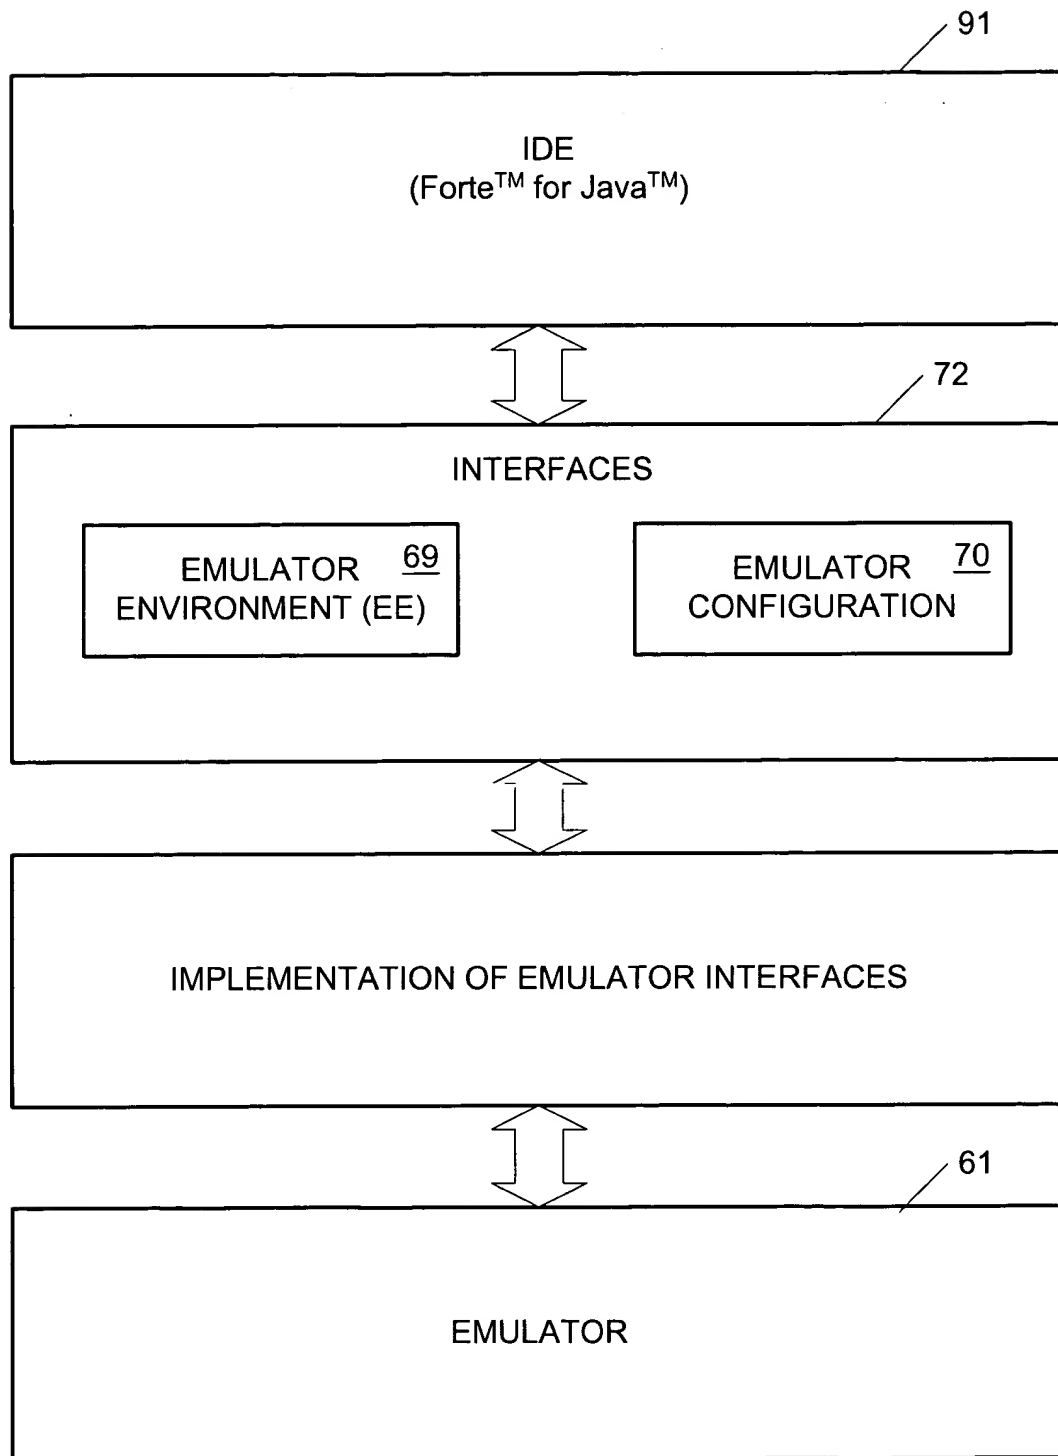 91
IDE
(Forte™ for Java™)
72
INTERFACES
EMULATOR 69
ENVIRONMENT (EE)
EMULATOR 70
CONFIGURATION
IMPLEMENTATION OF EMULATOR INTERFACES
61
EMULATOR